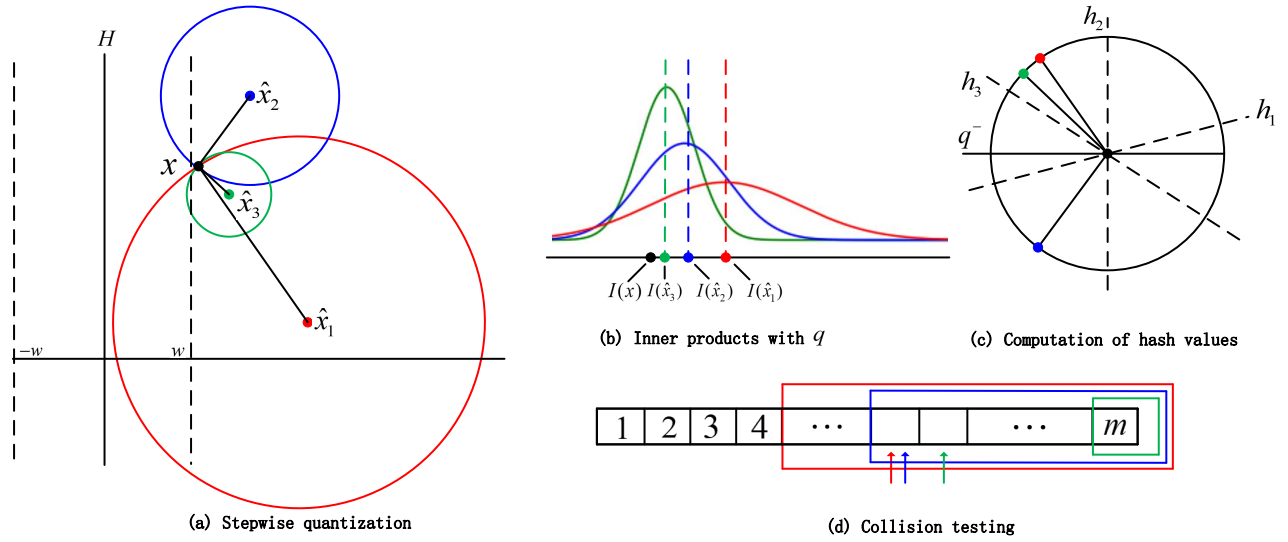 H
x̂₂
x
x̂₃
x̂₁
−w
w
(a) Stepwise quantization
I(x) I(x̂₃) I(x̂₂) I(x̂₁)
(b) Inner products with q
h₂
h₃
h₁
q⁻
(c) Computation of hash values
1 2 3 4 ··· ··· m
(d) Collision testing